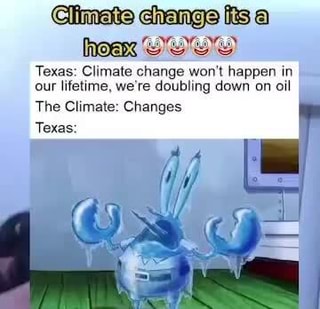 Climate change its a
hoax 🤡🤡🤡🤡
Texas: Climate change won't happen in
our lifetime, we're doubling down on oil
The Climate: Changes
Texas: